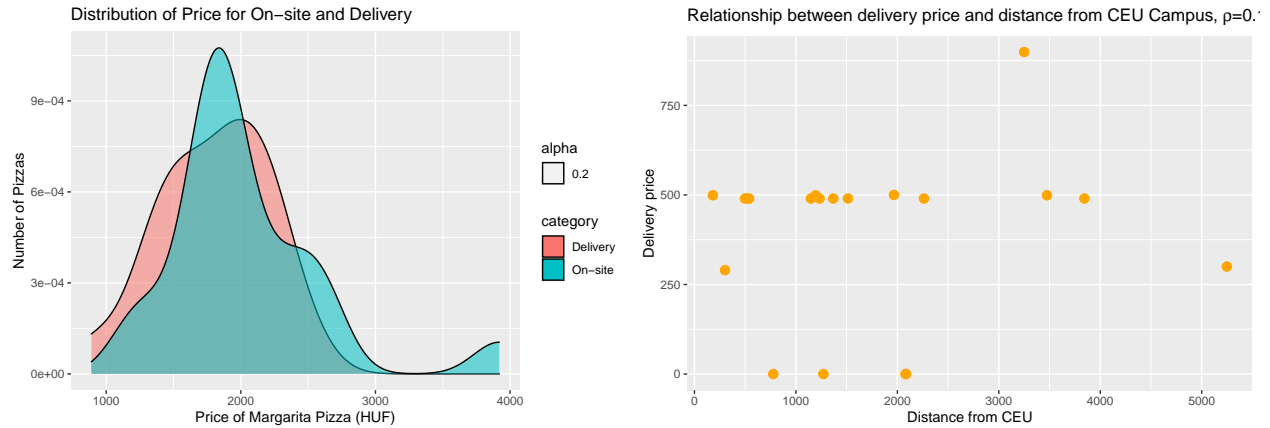 Distribution of Price for On−site and Delivery
Number of Pizzas
9e−04
6e−04
3e−04
0e+00
1000
2000
3000
4000
Price of Margarita Pizza (HUF)
alpha
0.2
category
Delivery
On−site
Relationship between delivery price and distance from CEU Campus, ρ=0.
Delivery price
750
500
250
0
0
1000
2000
3000
4000
5000
Distance from CEU